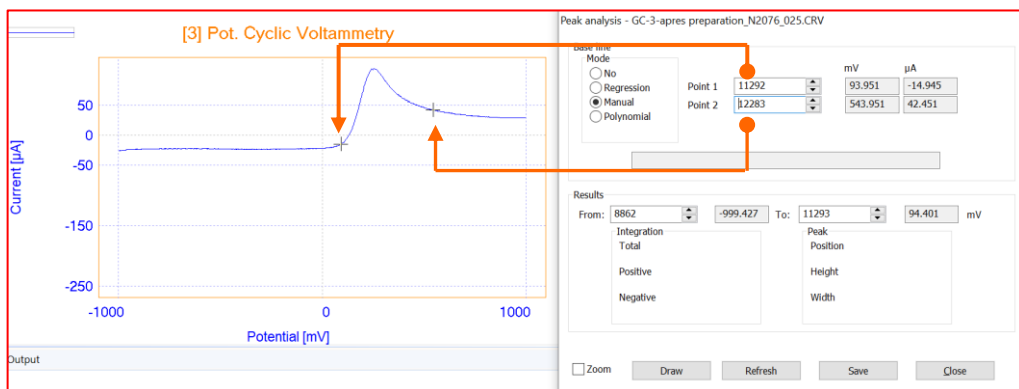 [3] Pot. Cyclic Voltammetry
50
0
-50
-150
-250
Current [µA]
-1000
0
1000
Potential [mV]
Output
Peak analysis - GC-3-apres preparation_N2076_025.CRV
Base line
Mode
No
Regression
Manual
Polynomial
mV
µA
Point 1
11292
93.951
-14.945
Point 2
12283
543.951
42.451
Results
From:
8862
-999.427
To:
11293
94.401
mV
Integration
Total
Positive
Negative
Peak
Position
Height
Width
Zoom
Draw
Refresh
Save
Close